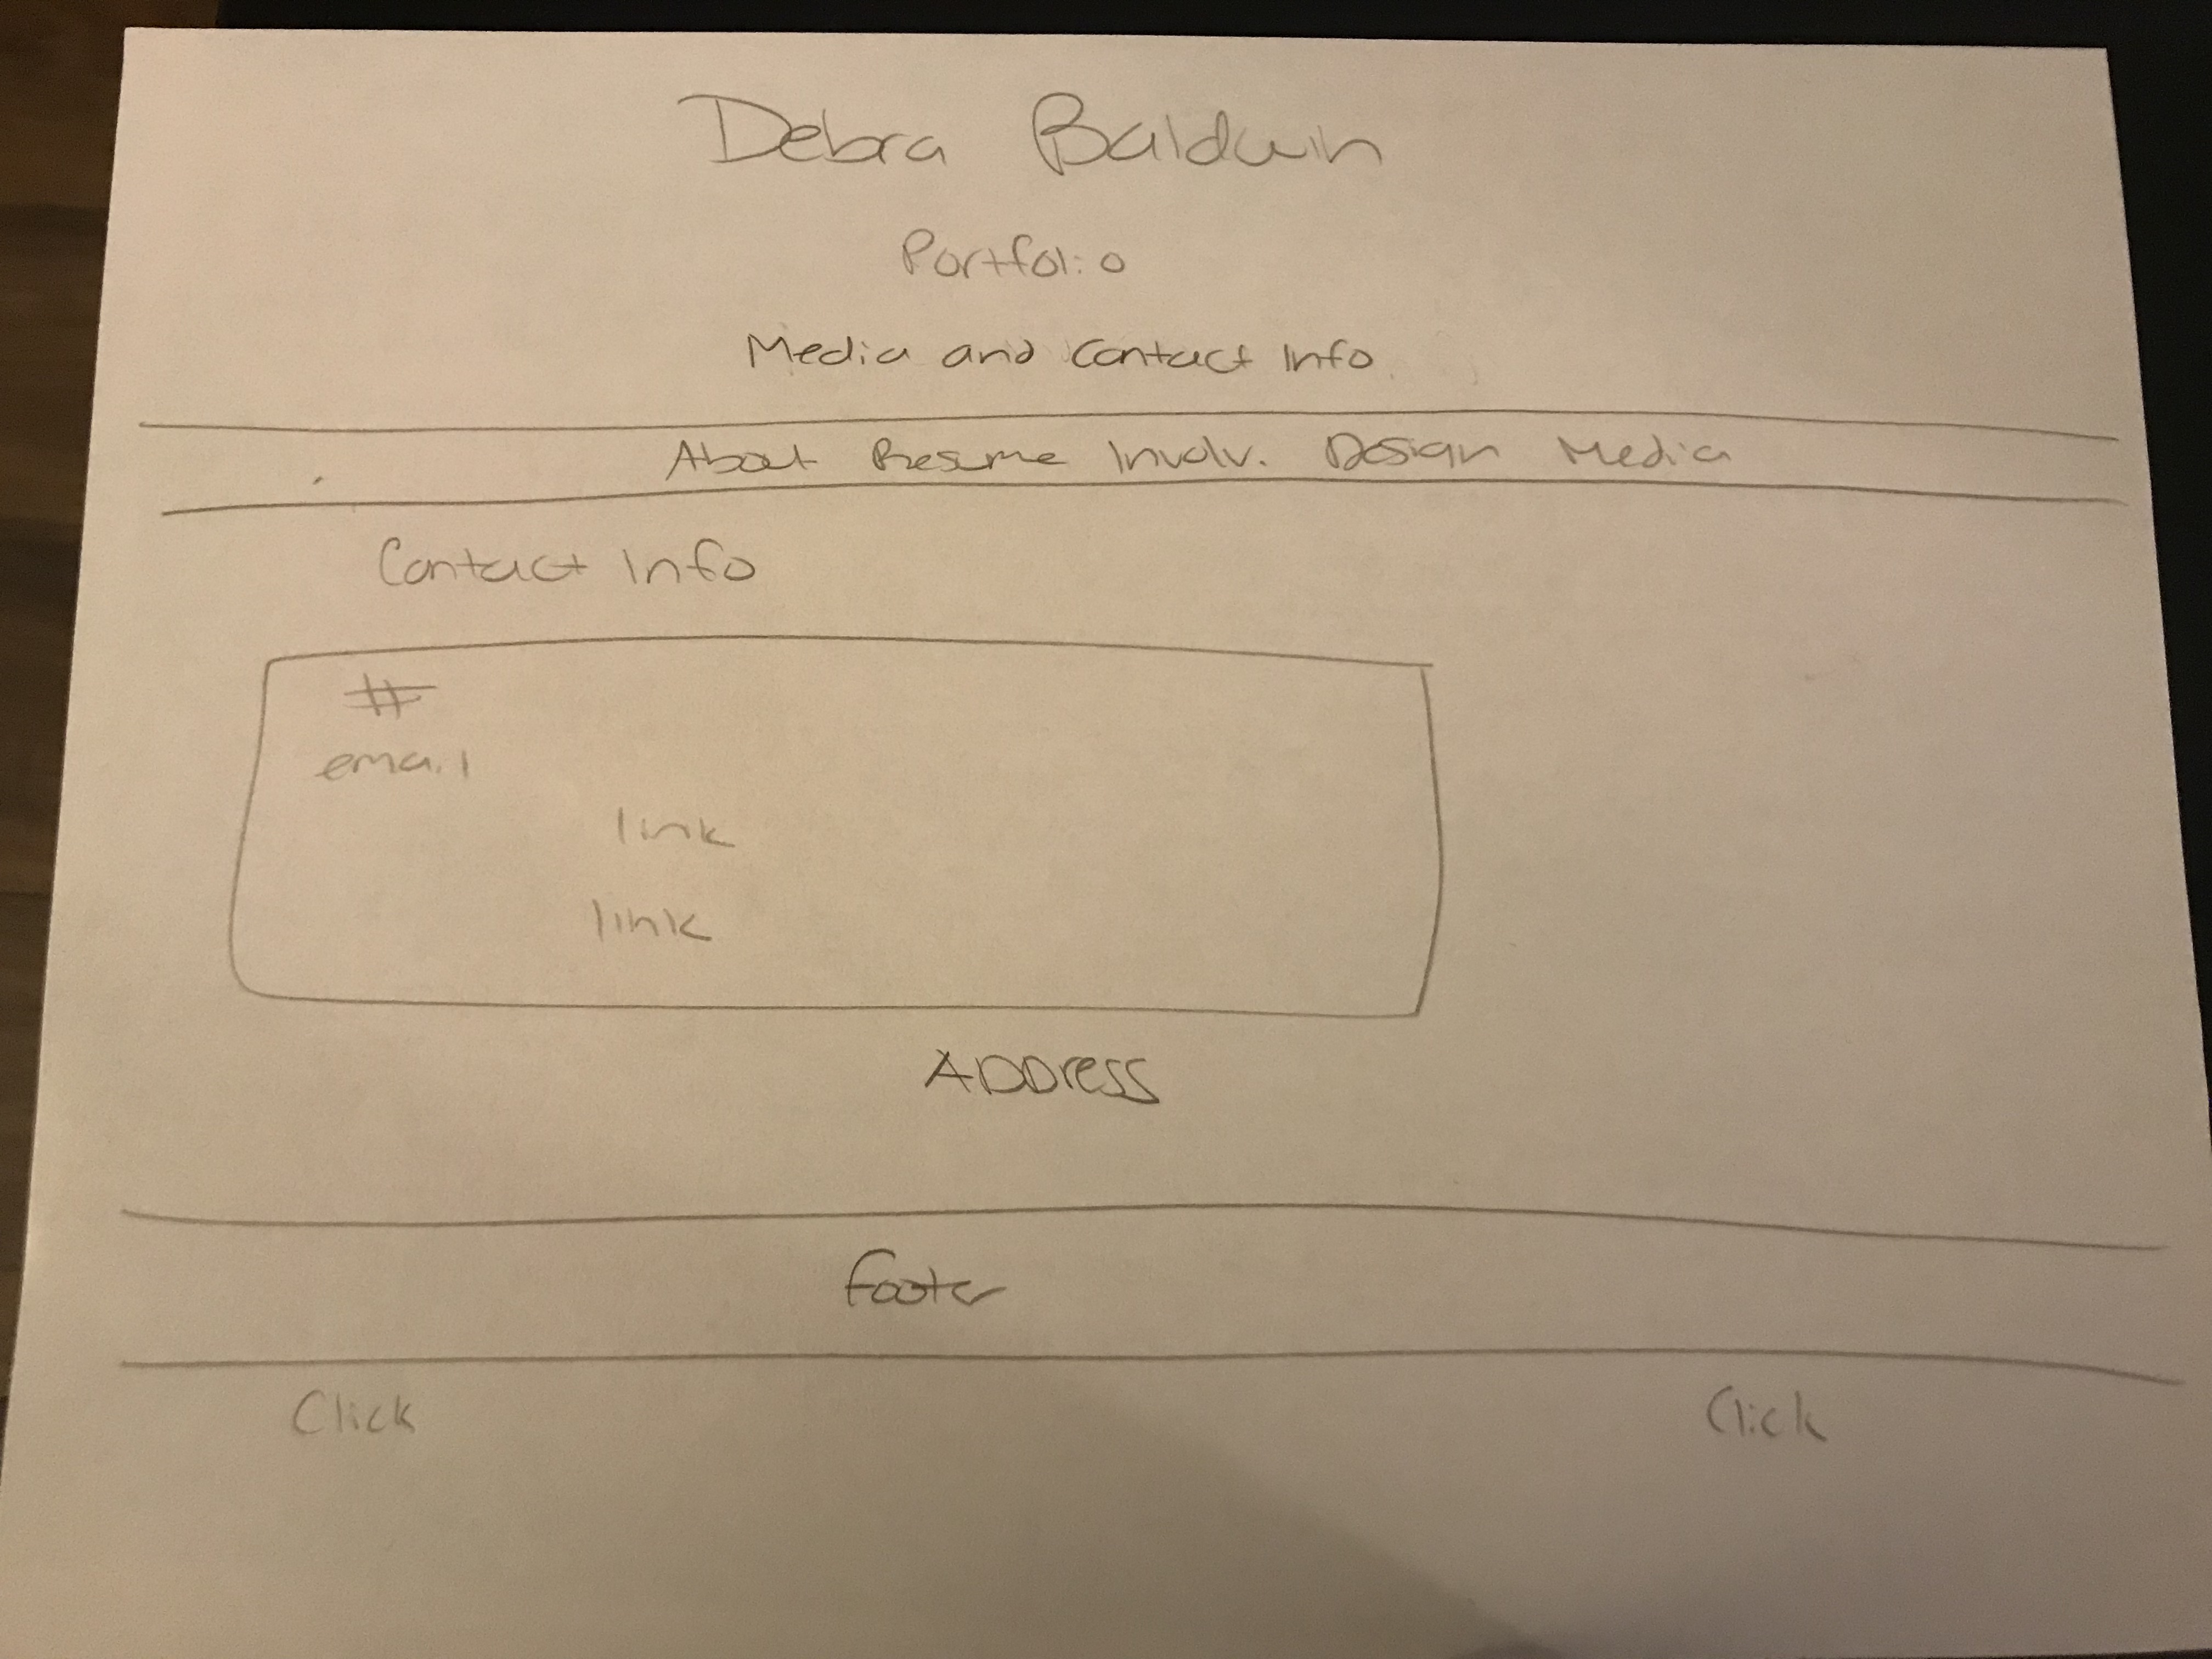 Debra Baldwin
Portfolio
Media and Contact Info
About Resume Involv. Design Media
Contact Info
#
email
link
link
ADDress
footer
Click Click